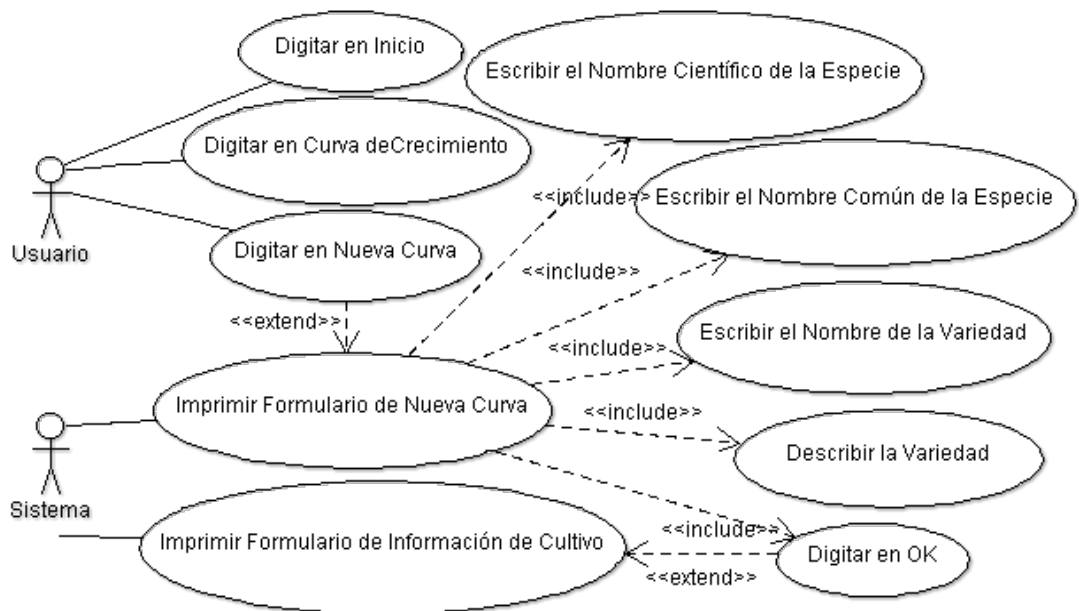 Digitar en Inicio
Escribir el Nombre Científico de la Especie
Digitar en Curva deCrecimiento
<<include>>
Escribir el Nombre Común de la Especie
Usuario
Digitar en Nueva Curva
<<include>>
<<extend>>
Escribir el Nombre de la Variedad
<<include>>
Imprimir Formulario de Nueva Curva
<<include>>
Describir la Variedad
Sistema
<<include>>
Imprimir Formulario de Información de Cultivo
Digitar en OK
<<extend>>